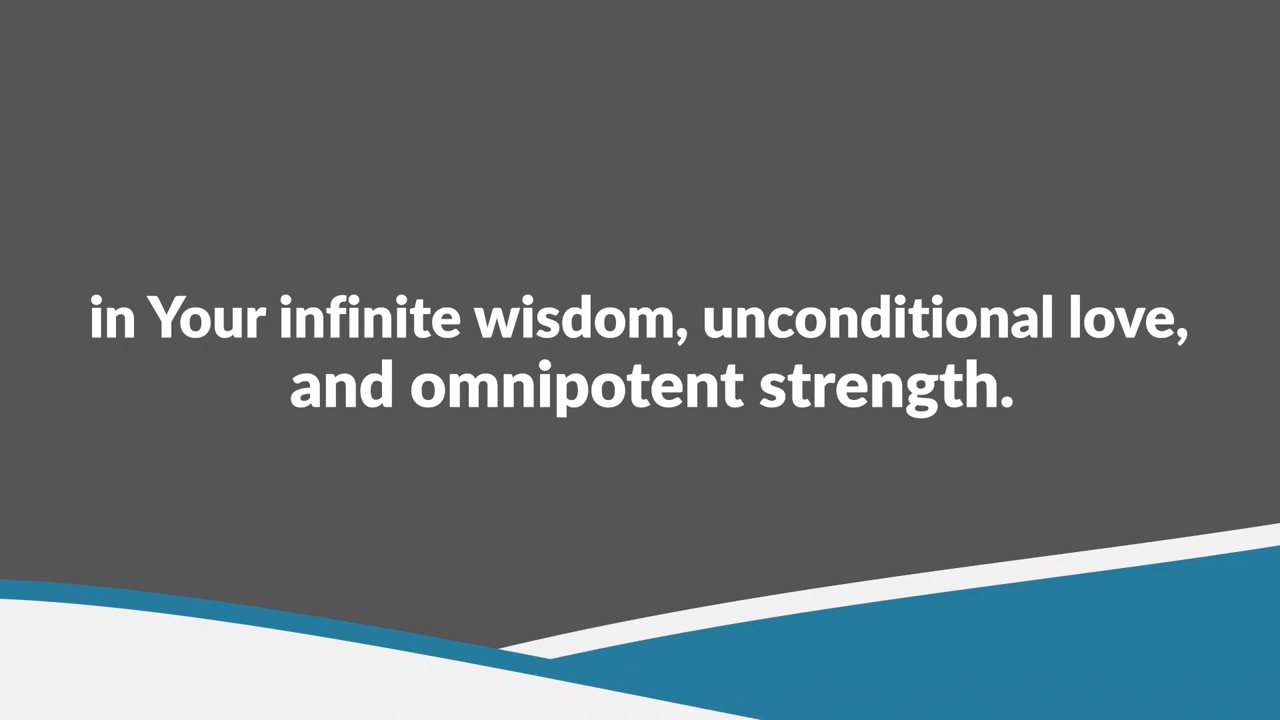 in Your infinite wisdom, unconditional love,
and omnipotent strength.